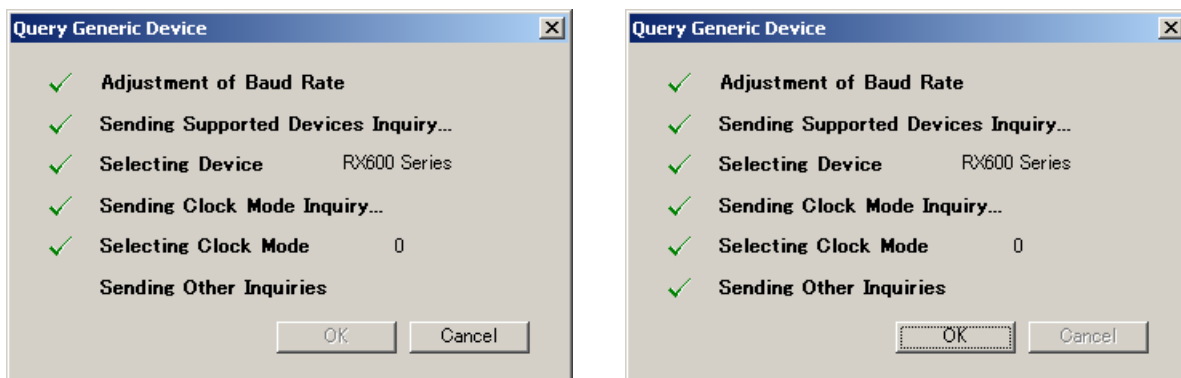 Query Generic Device
Adjustment of Baud Rate
Sending Supported Devices Inquiry...
Selecting Device RX600 Series
Sending Clock Mode Inquiry...
Selecting Clock Mode 0
Sending Other Inquiries
OK Cancel
Query Generic Device
Adjustment of Baud Rate
Sending Supported Devices Inquiry...
Selecting Device RX600 Series
Sending Clock Mode Inquiry...
Selecting Clock Mode 0
Sending Other Inquiries
OK Cancel